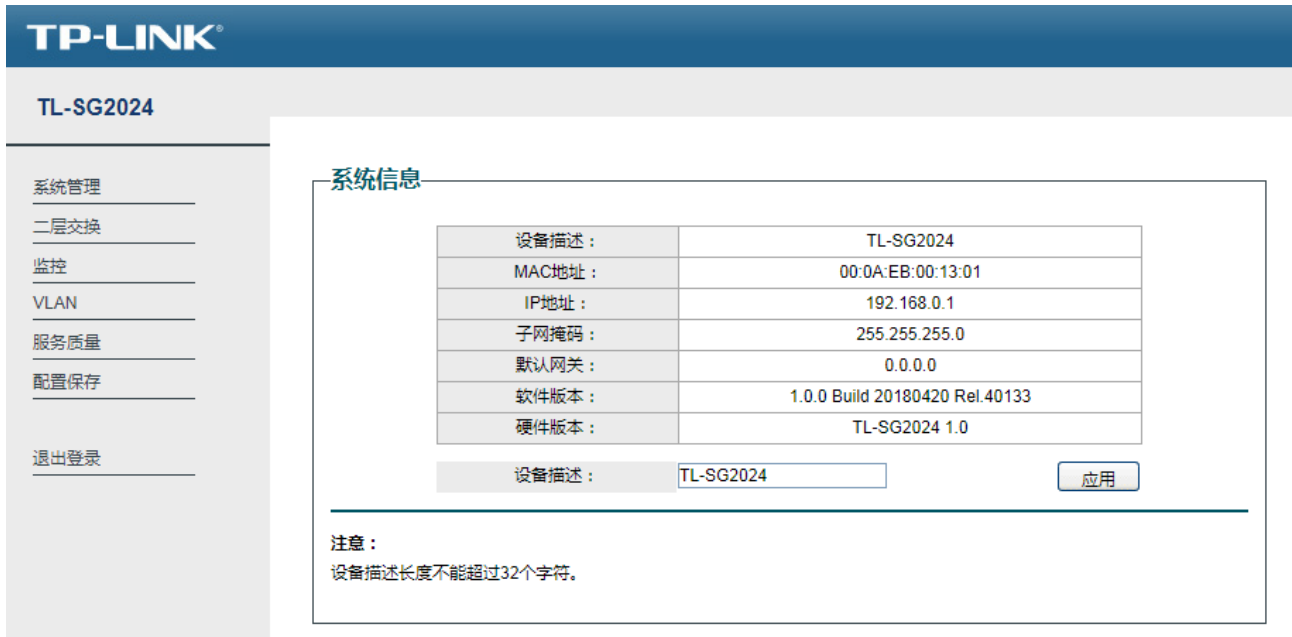 TP-LINK®
TL-SG2024
系统管理
二层交换
监控
VLAN
服务质量
配置保存
退出登录
系统信息
设备描述： TL-SG2024
MAC地址： 00:0A:EB:00:13:01
IP地址： 192.168.0.1
子网掩码： 255.255.255.0
默认网关： 0.0.0.0
软件版本： 1.0.0 Build 20180420 Rel.40133
硬件版本： TL-SG2024 1.0
设备描述： TL-SG2024 应用
注意：
设备描述长度不能超过32个字符。